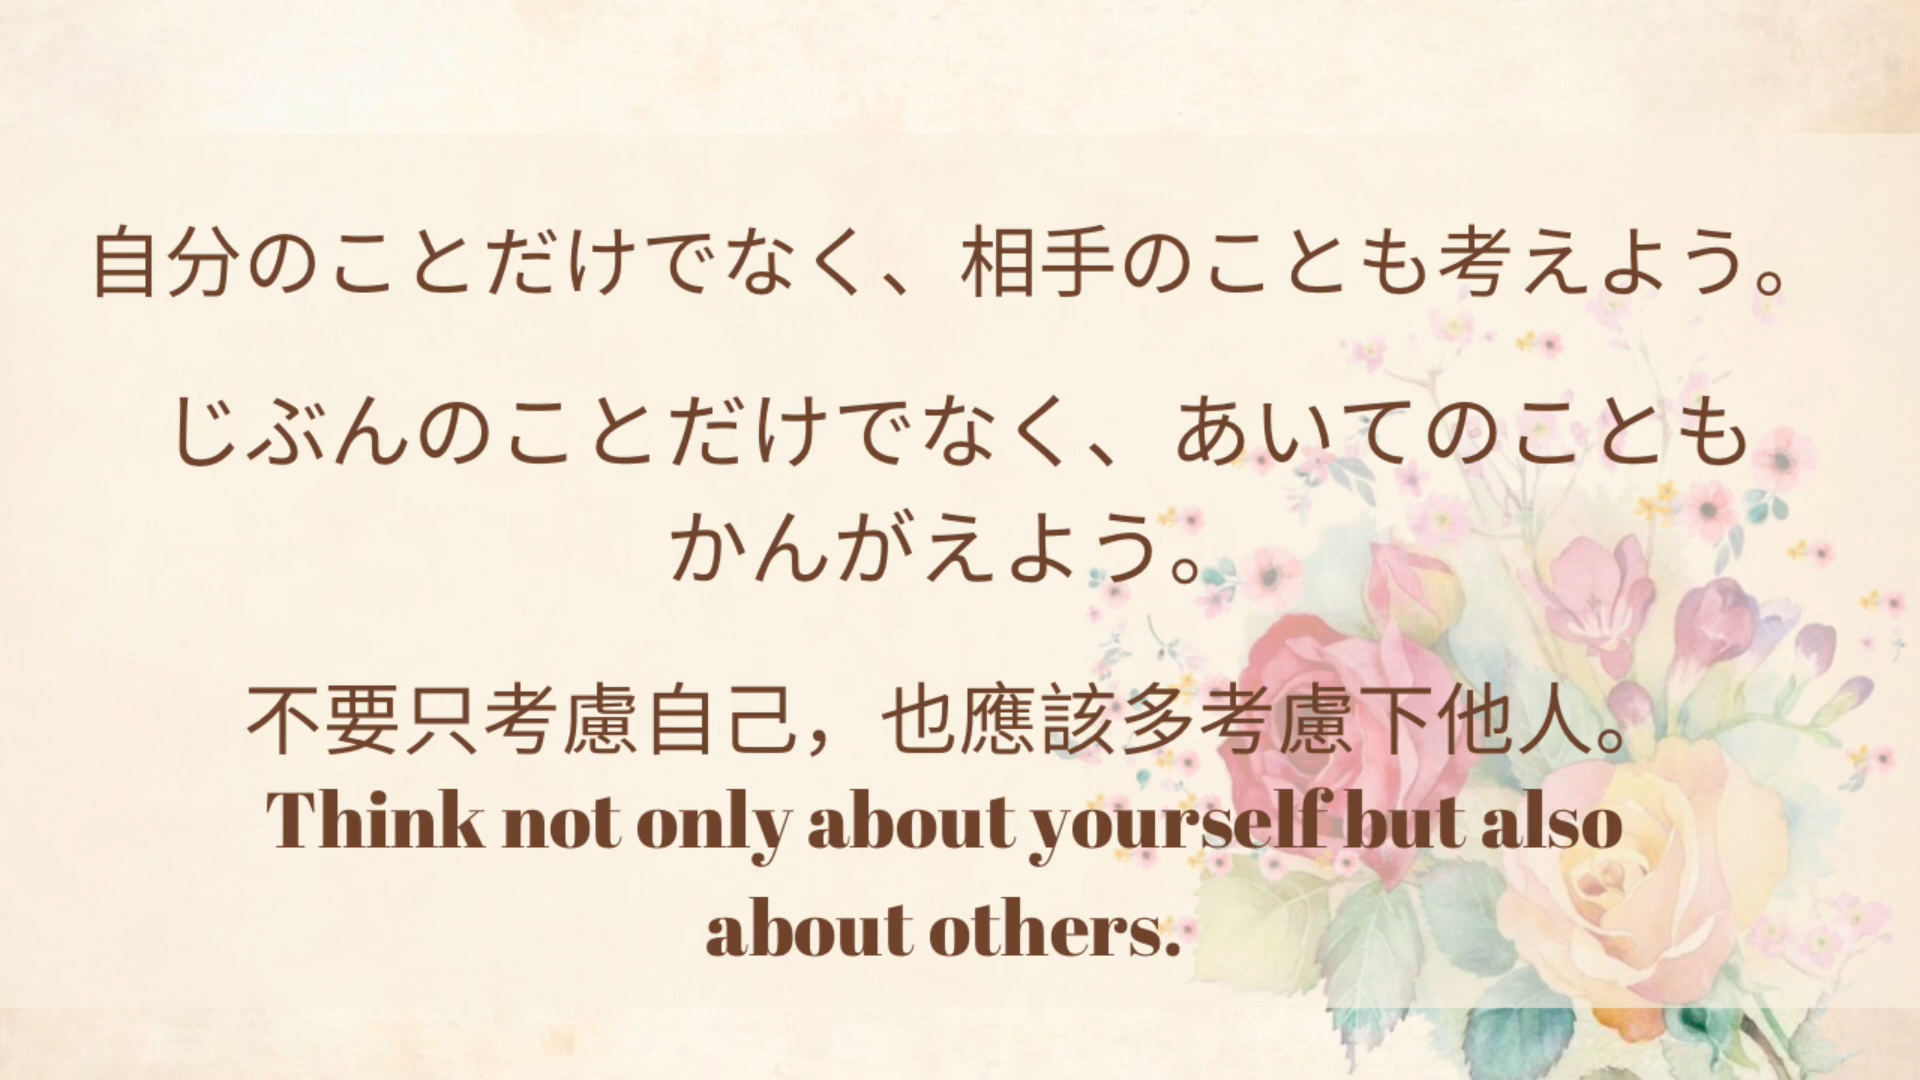 自分のことだけでなく、相手のことも考えよう。
じぶんのことだけでなく、あいてのことも
かんがえよう。
不要只考慮自己，也應該多考慮下他人。
Think not only about yourself but also
about others.